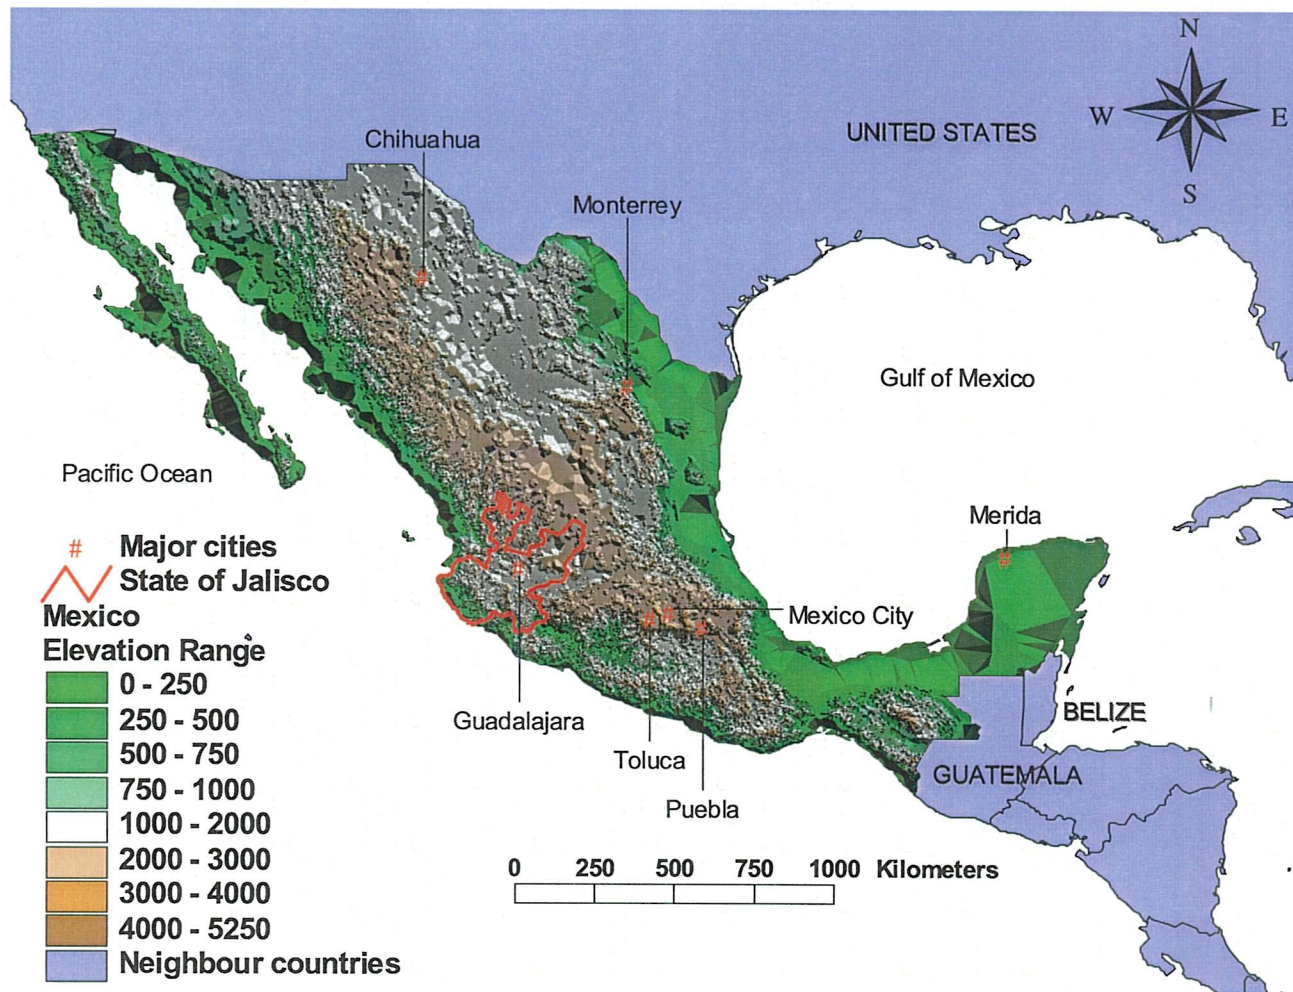 N
W E
S
UNITED STATES
Chihuahua
Monterrey
Gulf of Mexico
Pacific Ocean
Merida
# Major cities
State of Jalisco
Mexico
Elevation Range
0 - 250
250 - 500
500 - 750
750 - 1000
1000 - 2000
2000 - 3000
3000 - 4000
4000 - 5250
Neighbour countries
Mexico City
Guadalajara
Toluca
Puebla
BELIZE
GUATEMALA
0 250 500 750 1000 Kilometers